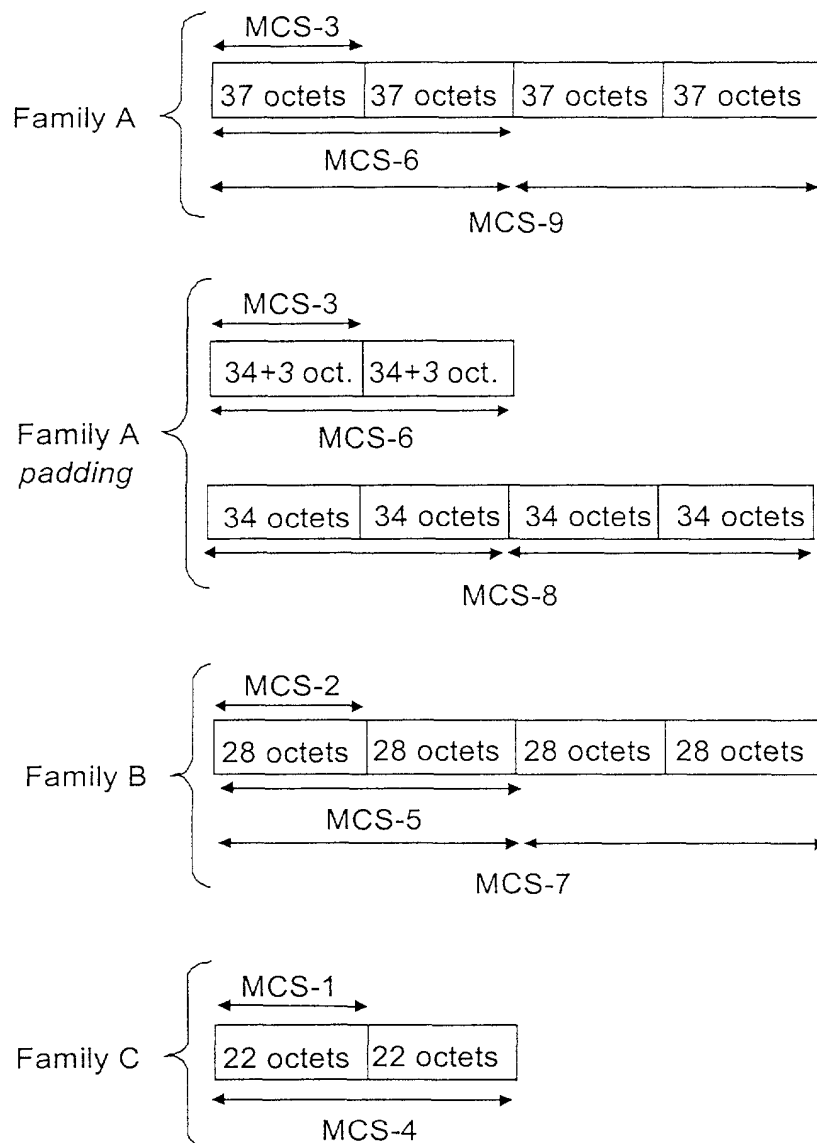 MCS-3
Family A
37 octets 37 octets 37 octets 37 octets
MCS-6
MCS-9
MCS-3
34+3 oct. 34+3 oct.
MCS-6
Family A
padding
34 octets 34 octets 34 octets 34 octets
MCS-8
MCS-2
Family B
28 octets 28 octets 28 octets 28 octets
MCS-5
MCS-7
MCS-1
Family C
22 octets 22 octets
MCS-4